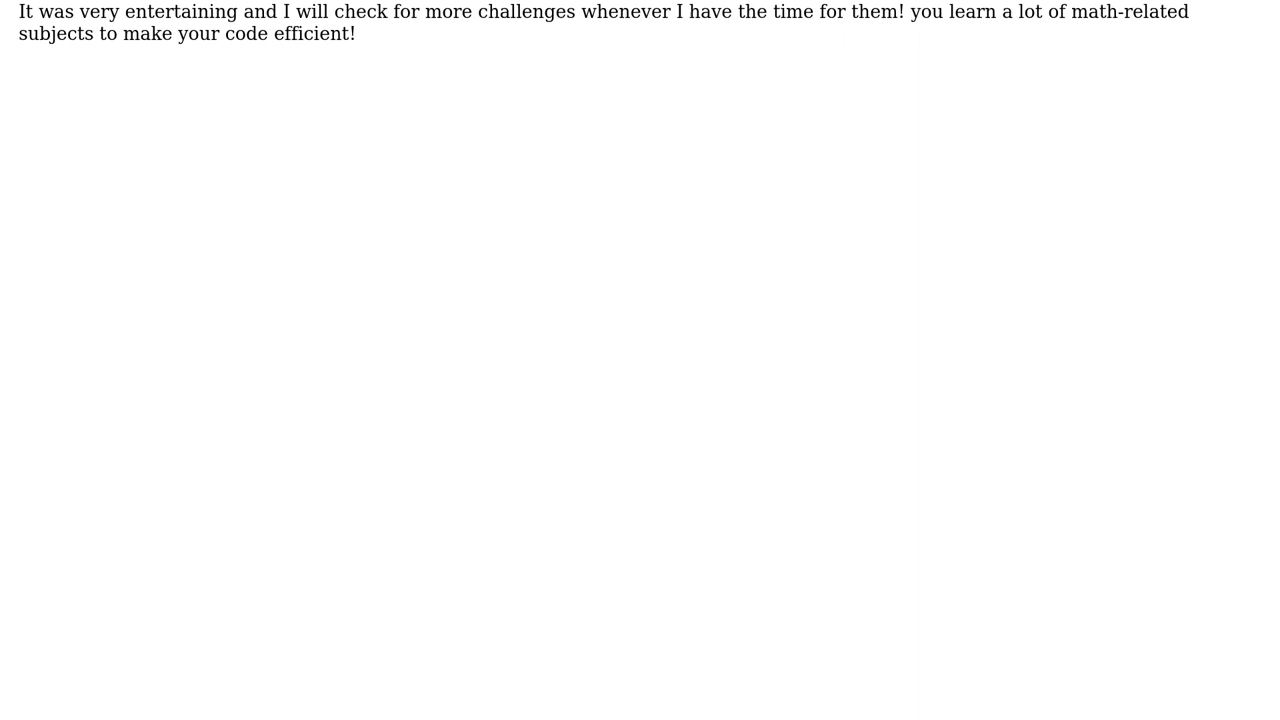 It was very entertaining and I will check for more challenges whenever I have the time for them! you learn a lot of math-related
subjects to make your code efficient!